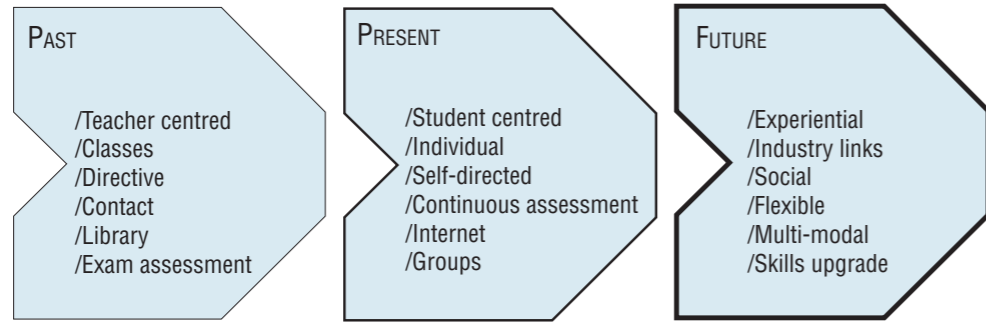 PAST
/Teacher centred
/Classes
/Directive
/Contact
/Library
/Exam assessment
PRESENT
/Student centred
/Individual
/Self-directed
/Continuous assessment
/Internet
/Groups
FUTURE
/Experiential
/Industry links
/Social
/Flexible
/Multi-modal
/Skills upgrade